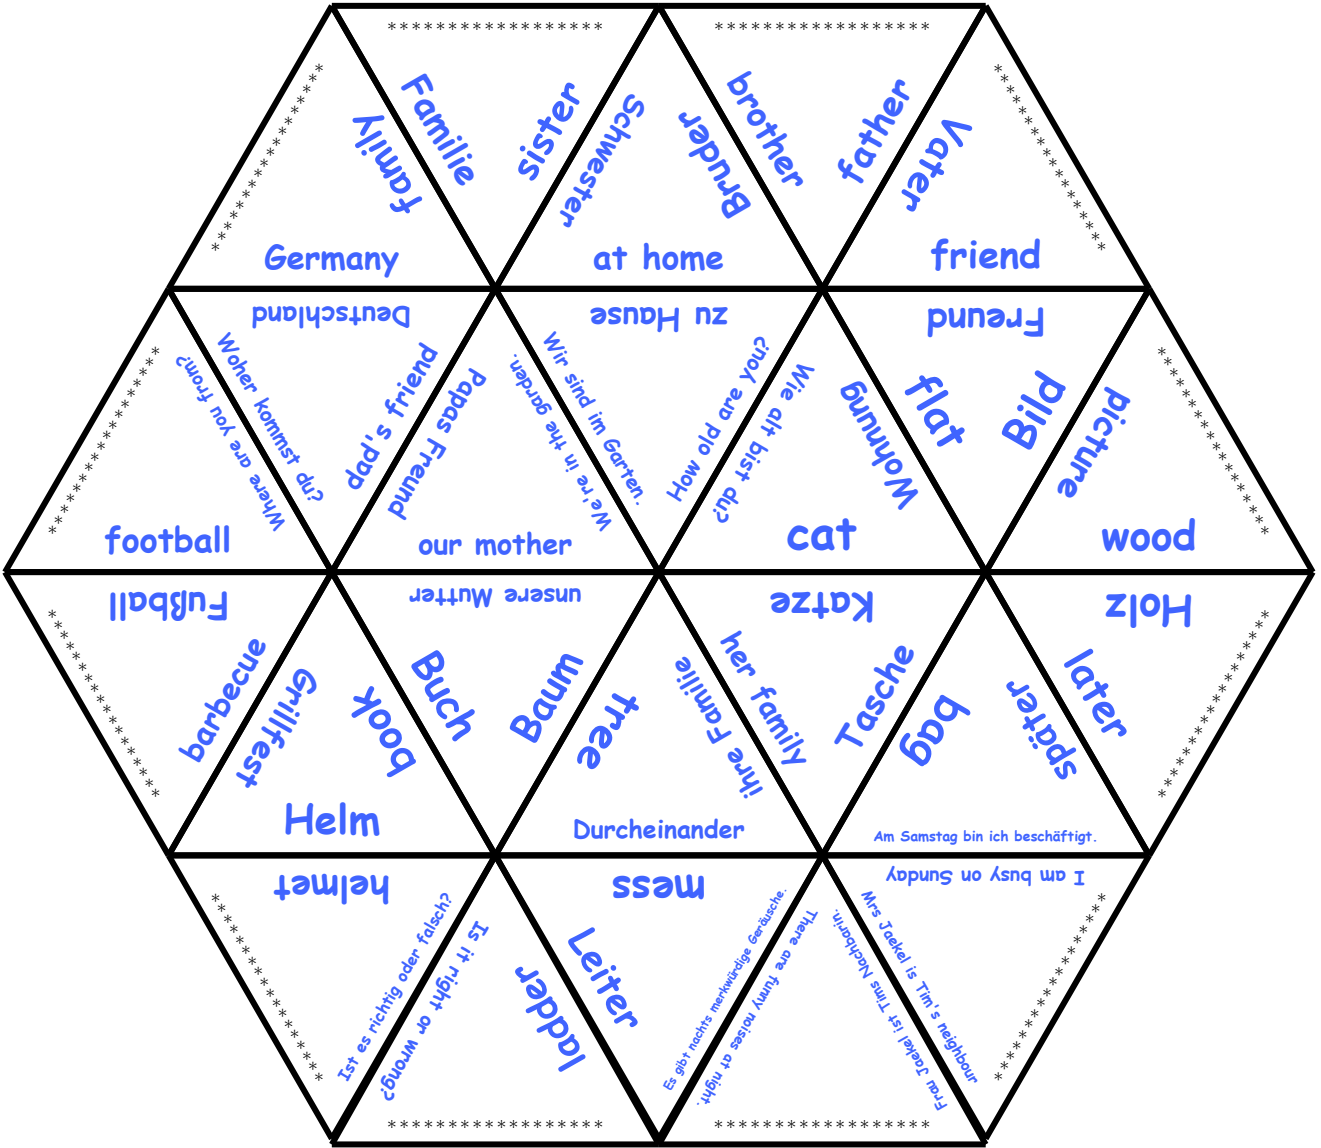 * * * * * * * * * * * * * * * * * *
* * * * * * * * * * * * * * * * * *
* * * * * * * * * * * * * * * * * *
family
Familie
sister
Schwester
Bruder
brother
father
Vater
* * * * * * * * * * * * * * * * * *
Germany
at home
friend
Deutschland
zu Hause
Freund
* * * * * * * * * * * * * * * * * *
Where are you from?
Woher kommst du?
dad's friend
Papas Freund
We're in the garden.
Wir sind im Garten.
How old are you?
Wie alt bist du?
Wohnung
flat
Bild
picture
* * * * * * * * * * * * * * * * * *
football
our mother
cat
wood
Fußball
unsere Mutter
Katze
Holz
* * * * * * * * * * * * * * * * * *
barbecue
Grillfest
book
Buch
Baum
tree
ihre Familie
her family
Tasche
bag
später
later
* * * * * * * * * * * * * * * * * *
Helm
Durcheinander
Am Samstag bin ich beschäftigt.
helmet
mess
I am busy on Sunday
* * * * * * * * * * * * * * * * * *
Ist es richtig oder falsch?
Is it right or wrong?
ladder
Leiter
Es gibt nachts merkwürdige Geräusche.
There are funny noises at night.
Frau Jaekel ist Tims Nachbarin.
Mrs Jaekel is Tim's neighbour
* * * * * * * * * * * * * * * * * *
* * * * * * * * * * * * * * * * * *
* * * * * * * * * * * * * * * * * *